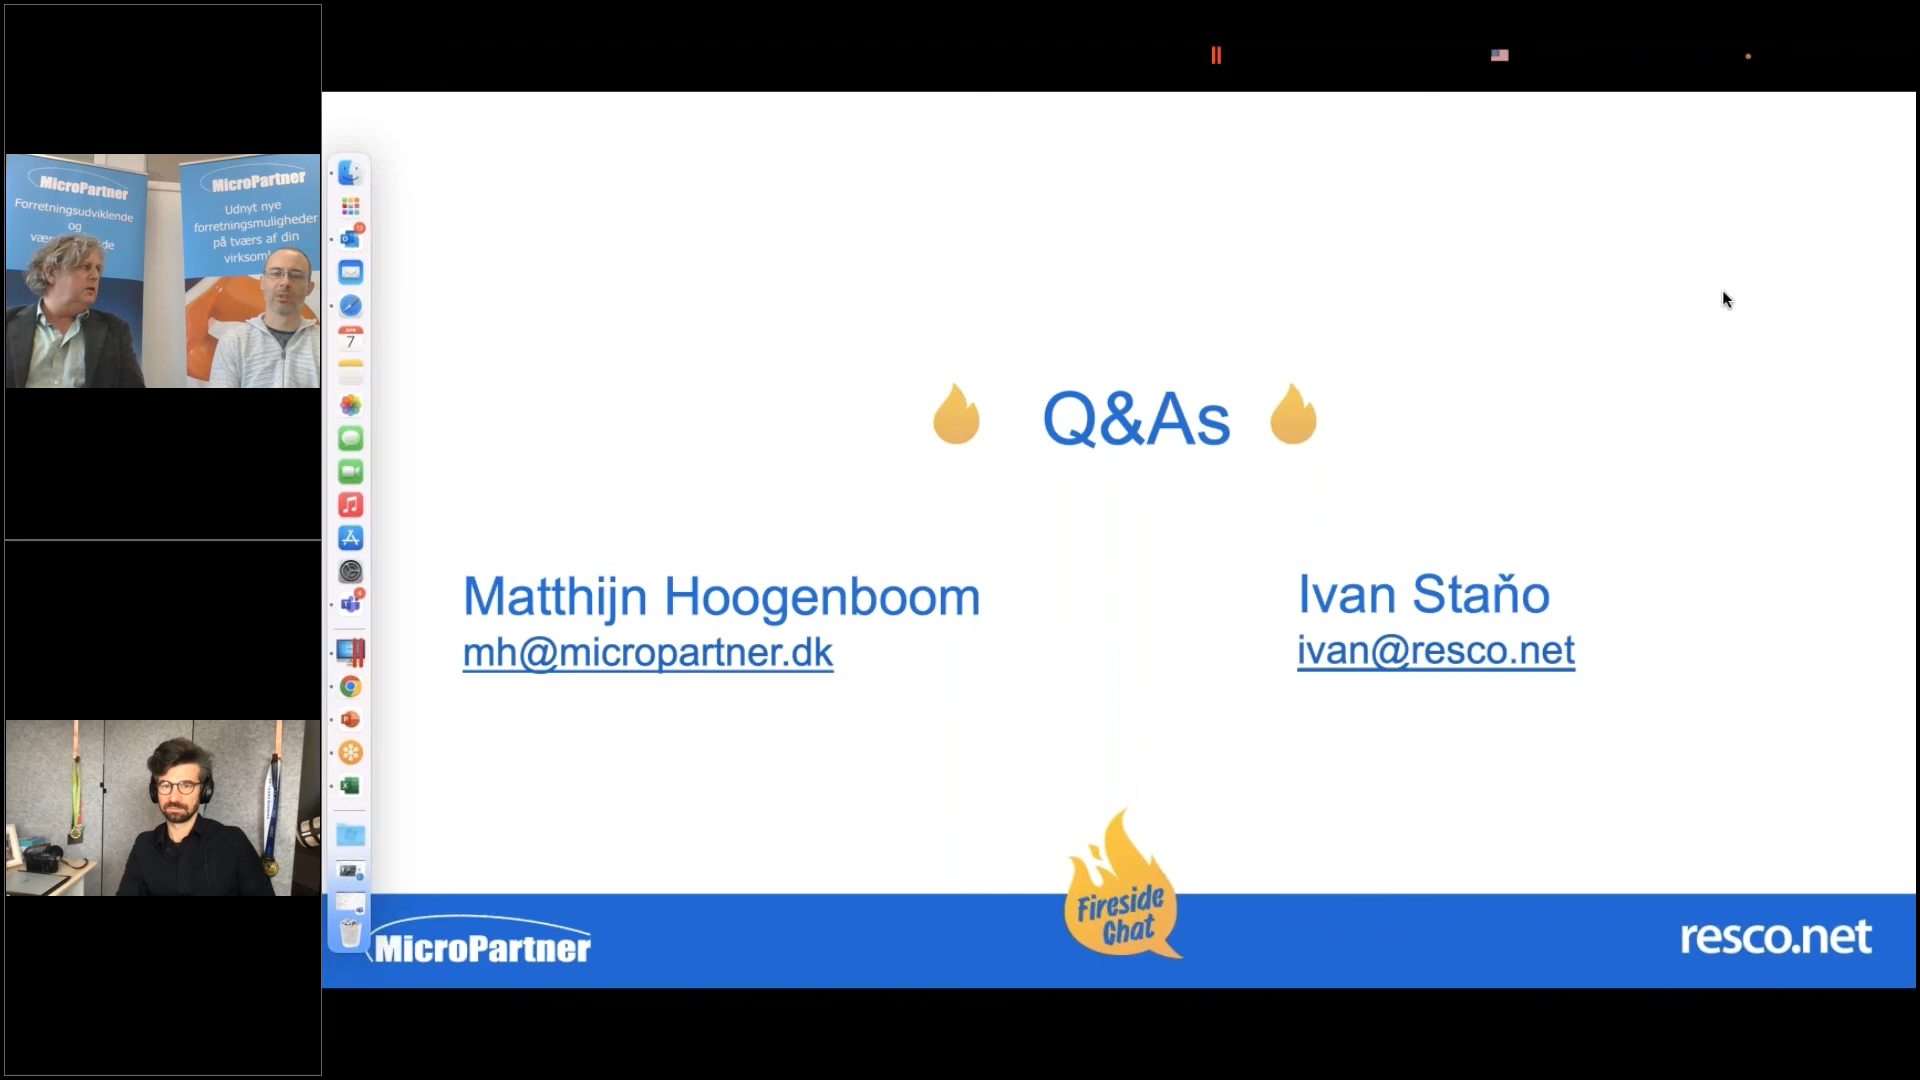 MicroPartner
Forretningsudviklende
og
MicroPartner
Udnyt nye
forretningsmuligheder
på tværs af din
Q&As
Matthijn Hoogenboom
mh@micropartner.dk
Ivan Staňo
ivan@resco.net
7
Fireside
Chat
MicroPartner
resco.net